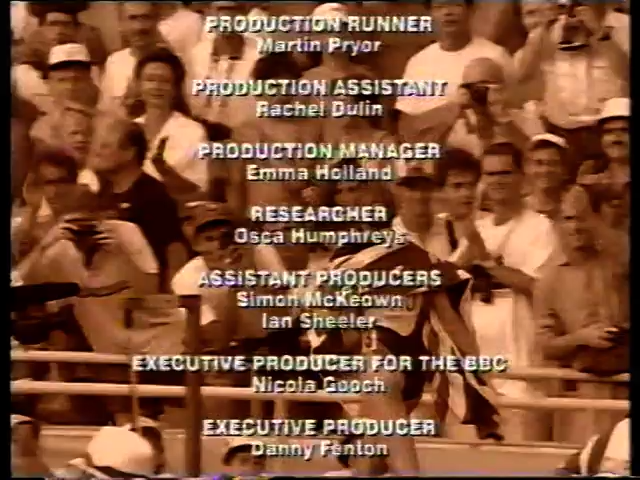 PRODUCTION RUNNER
Martin Pryor
PRODUCTION ASSISTANT
Rachel Dulin
PRODUCTION MANAGER
Emma Holland
RESEARCHER
Osca Humphreys
ASSISTANT PRODUCERS
Simon McKeown
Ian Sheeler
EXECUTIVE PRODUCER FOR THE BBC
Nicola Gooch
EXECUTIVE PRODUCER
Danny Fenton